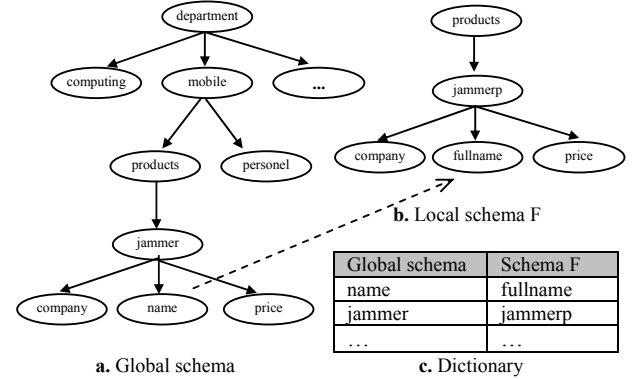 department
computing
mobile
...
products
personel
jammer
company
name
price
a. Global schema
products
jammerp
company
fullname
price
b. Local schema F
Global schema Schema F
name fullname
jammer jammerp
… …
c. Dictionary